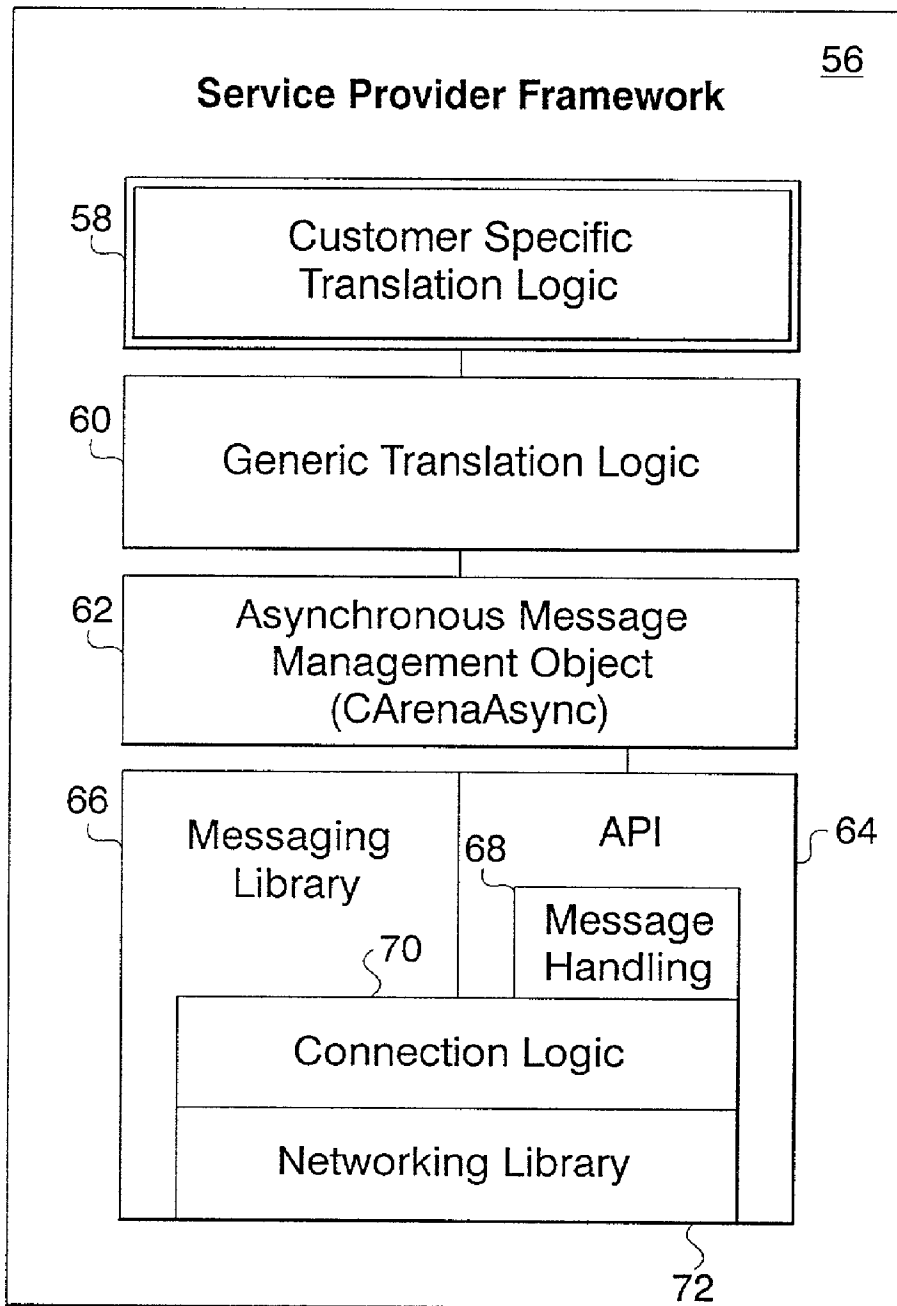 56
Service Provider Framework
58
Customer Specific
Translation Logic
60
Generic Translation Logic
62
Asynchronous Message
Management Object
(CArenaAsync)
66
Messaging
Library
API
64
68
Message
Handling
70
Connection Logic
Networking Library
72